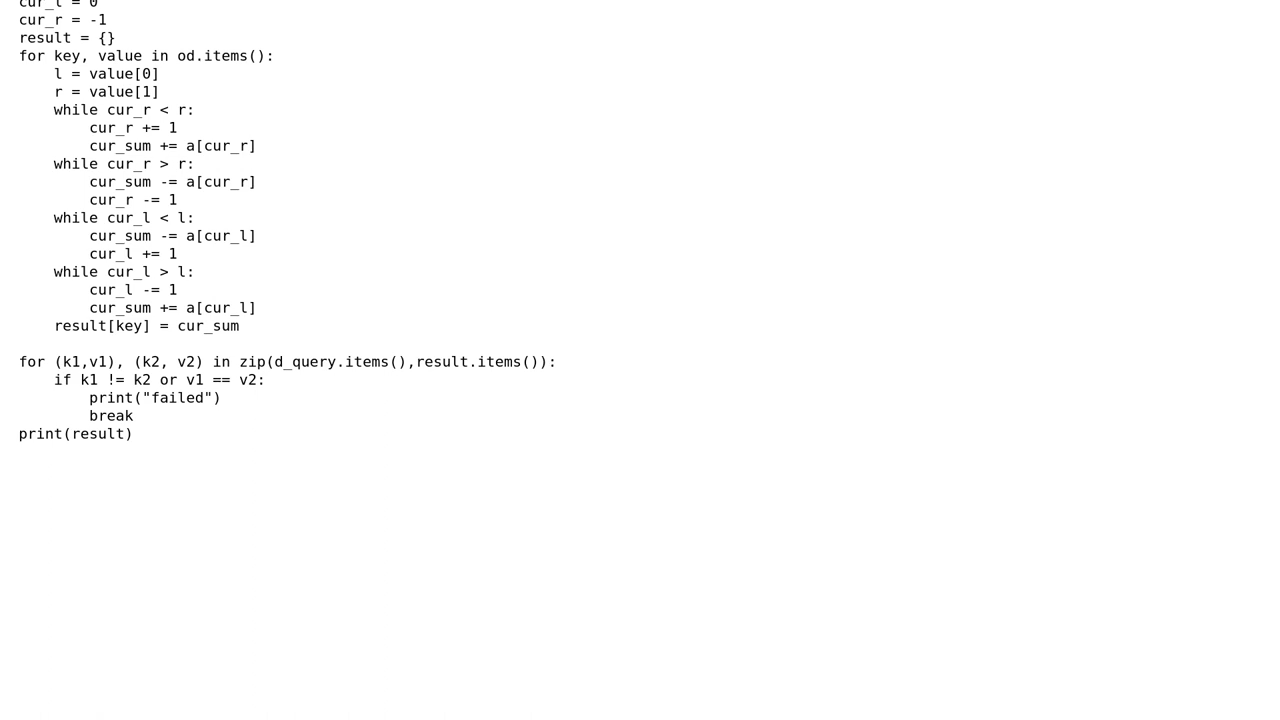 cur_l = 0
cur_r = -1
result = {}
for key, value in od.items():
    l = value[0]
    r = value[1]
    while cur_r < r:
        cur_r += 1
        cur_sum += a[cur_r]
    while cur_r > r:
        cur_sum -= a[cur_r]
        cur_r -= 1
    while cur_l < l:
        cur_sum -= a[cur_l]
        cur_l += 1
    while cur_l > l:
        cur_l -= 1
        cur_sum += a[cur_l]
    result[key] = cur_sum

for (k1,v1), (k2, v2) in zip(d_query.items(),result.items()):
    if k1 != k2 or v1 == v2:
        print("failed")
        break
print(result)